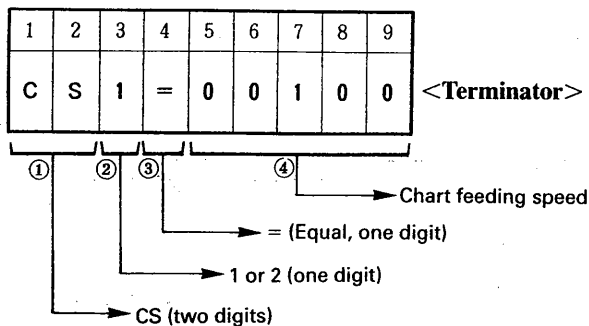 1 2 3 4 5 6 7 8 9
C S 1 = 0 0 1 0 0 <Terminator>
① ② ③ ④
Chart feeding speed
= (Equal, one digit)
1 or 2 (one digit)
CS (two digits)